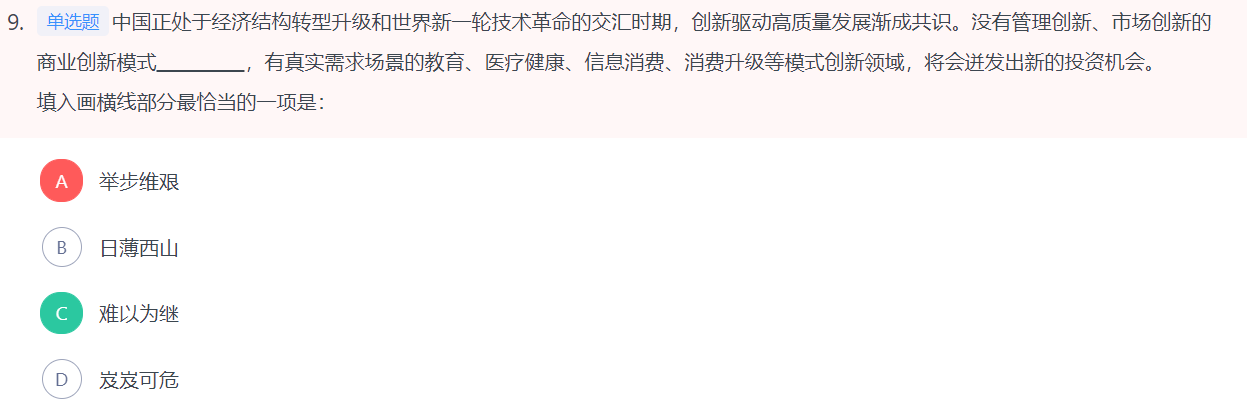 9. 单选题 中国正处于经济结构转型升级和世界新一轮技术革命的交汇时期，创新驱动高质量发展渐成共识。没有管理创新、市场创新的
商业创新模式_________，有真实需求场景的教育、医疗健康、信息消费、消费升级等模式创新领域，将会迸发出新的投资机会。
填入画横线部分最恰当的一项是：
A 举步维艰
B 日薄西山
C 难以为继
D 岌岌可危